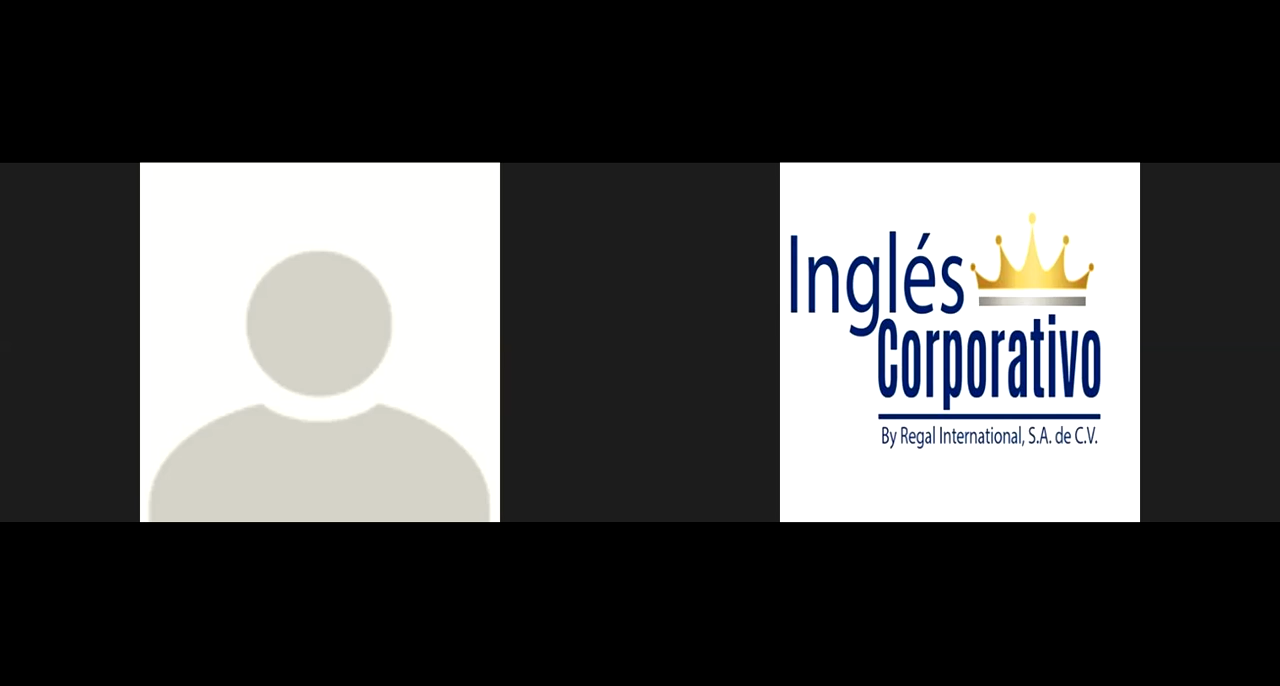 Inglés
Corporativo
By Regal International, S.A. de C.V.